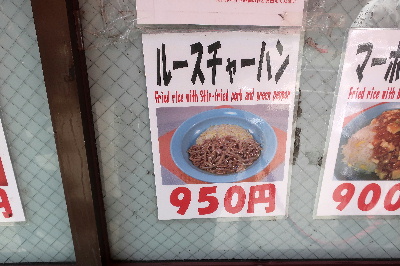 ルースチャーハン
Fried rice with Stir-fried pork and green pepper
950円
マーボ
Fried rice with
900
円